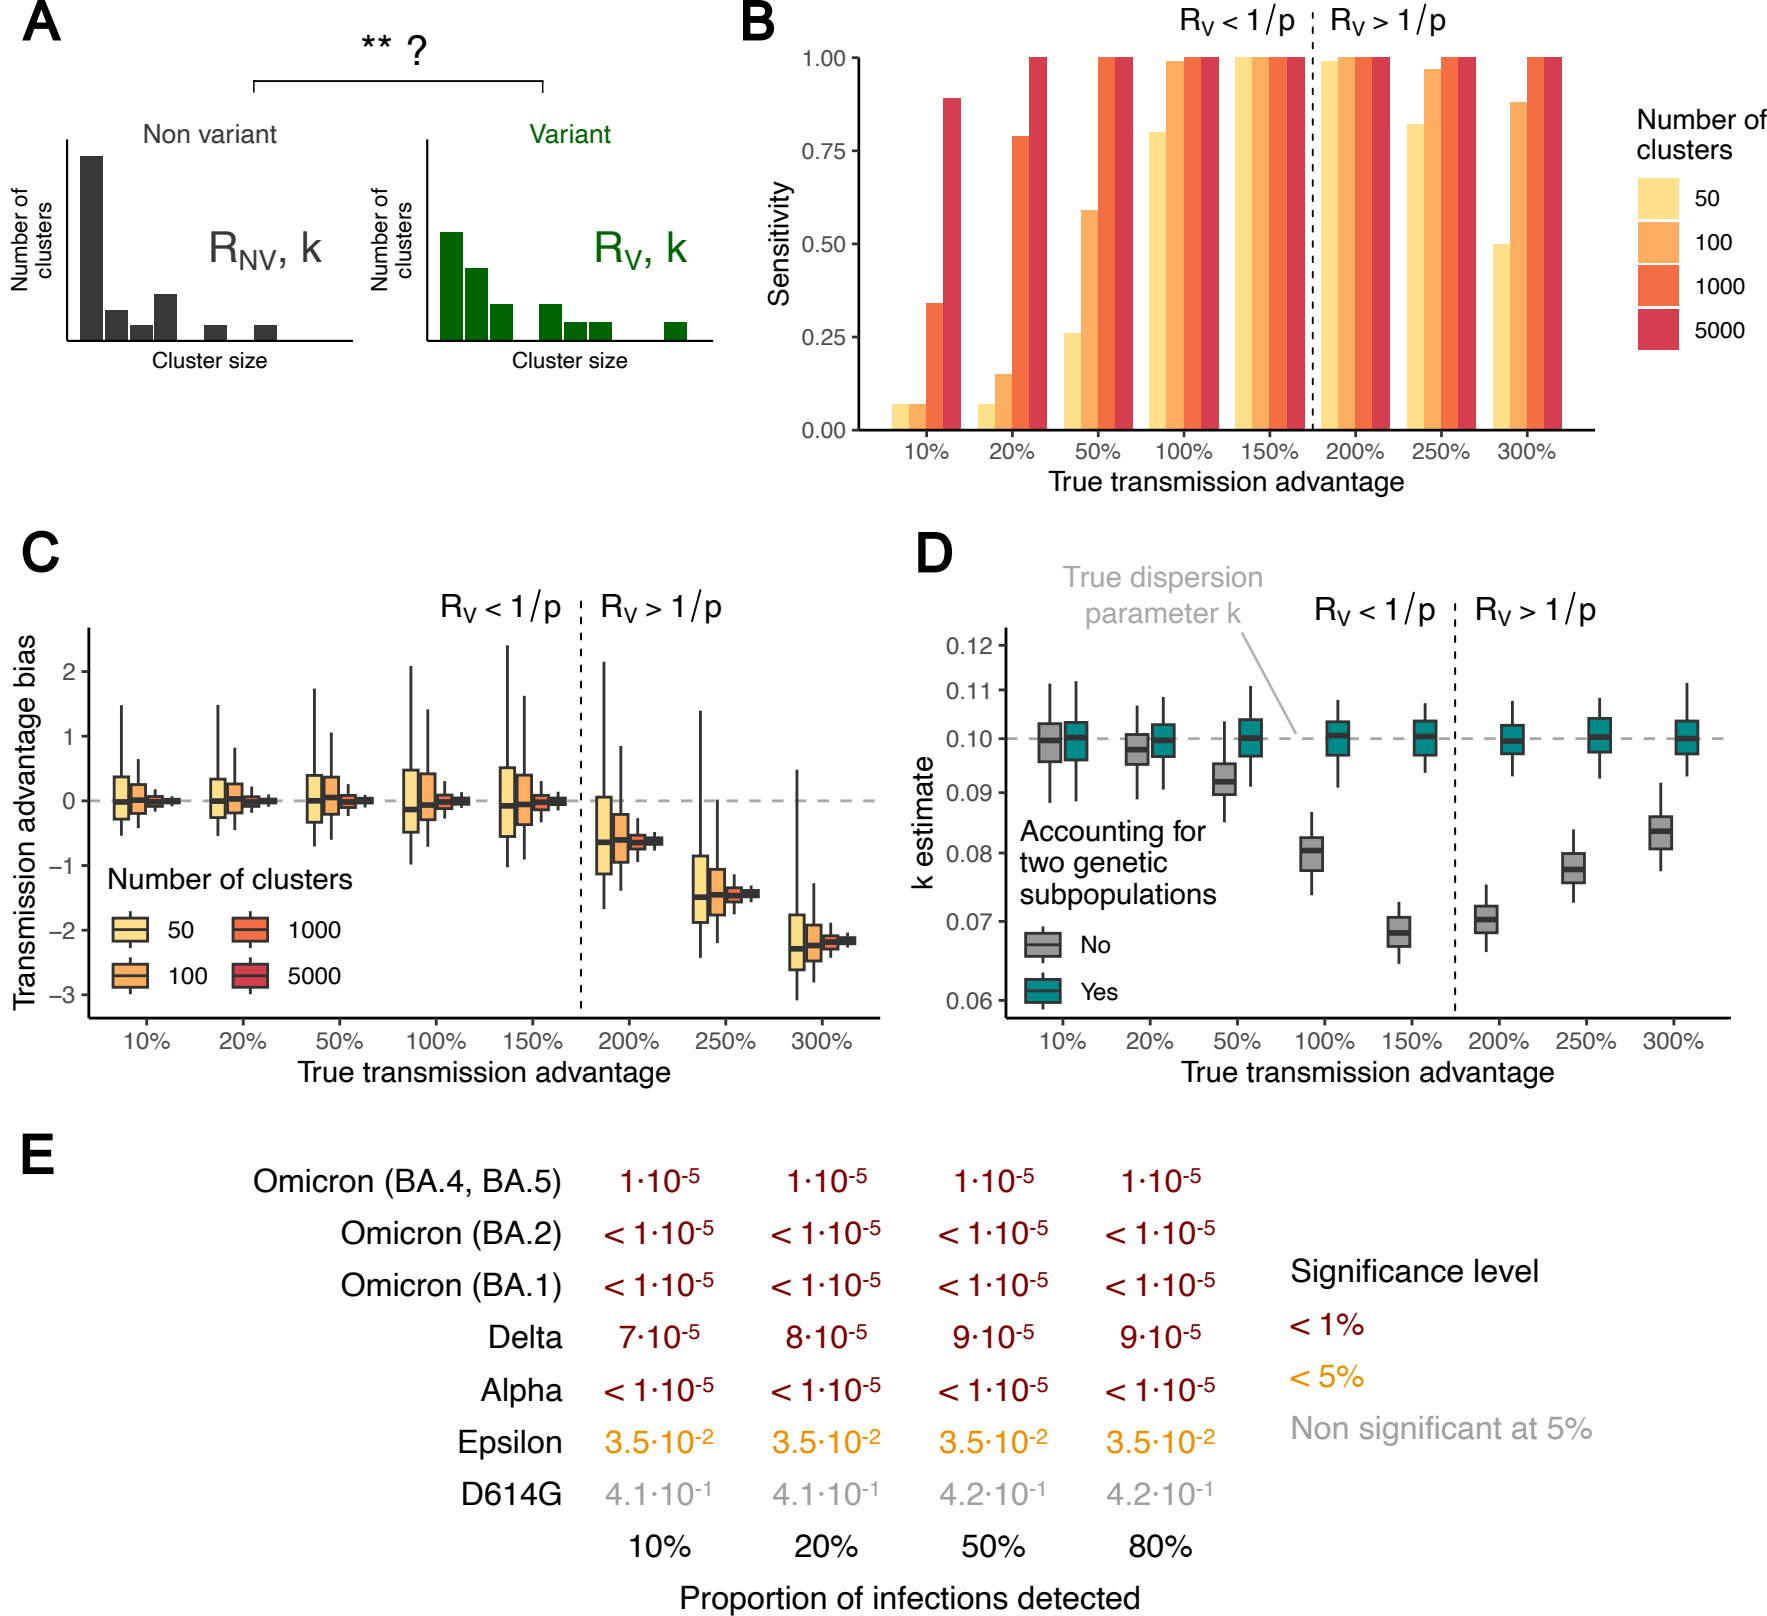 A
** ?
Non variant
Number of
clusters
R_NV, k
Cluster size
Variant
Number of
clusters
R_V, k
Cluster size
B
R_V < 1/p
R_V > 1/p
Sensitivity
1.00
0.75
0.50
0.25
0.00
10% 20% 50% 100% 150% 200% 250% 300%
True transmission advantage
Number of
clusters
50
100
1000
5000
C
R_V < 1/p
R_V > 1/p
Transmission advantage bias
2
1
0
−1
−2
−3
Number of clusters
50 1000
100 5000
10% 20% 50% 100% 150% 200% 250% 300%
True transmission advantage
D
True dispersion
parameter k
R_V < 1/p
R_V > 1/p
k estimate
0.12
0.11
0.10
0.09
0.08
0.07
0.06
Accounting for
two genetic
subpopulations
No
Yes
10% 20% 50% 100% 150% 200% 250% 300%
True transmission advantage
E
Omicron (BA.4, BA.5) 1·10⁻⁵ 1·10⁻⁵ 1·10⁻⁵ 1·10⁻⁵
Omicron (BA.2) < 1·10⁻⁵ < 1·10⁻⁵ < 1·10⁻⁵ < 1·10⁻⁵
Omicron (BA.1) < 1·10⁻⁵ < 1·10⁻⁵ < 1·10⁻⁵ < 1·10⁻⁵
Delta 7·10⁻⁵ 8·10⁻⁵ 9·10⁻⁵ 9·10⁻⁵
Alpha < 1·10⁻⁵ < 1·10⁻⁵ < 1·10⁻⁵ < 1·10⁻⁵
Epsilon 3.5·10⁻² 3.5·10⁻² 3.5·10⁻² 3.5·10⁻²
D614G 4.1·10⁻¹ 4.1·10⁻¹ 4.2·10⁻¹ 4.2·10⁻¹
10% 20% 50% 80%
Proportion of infections detected
Significance level
< 1%
< 5%
Non significant at 5%